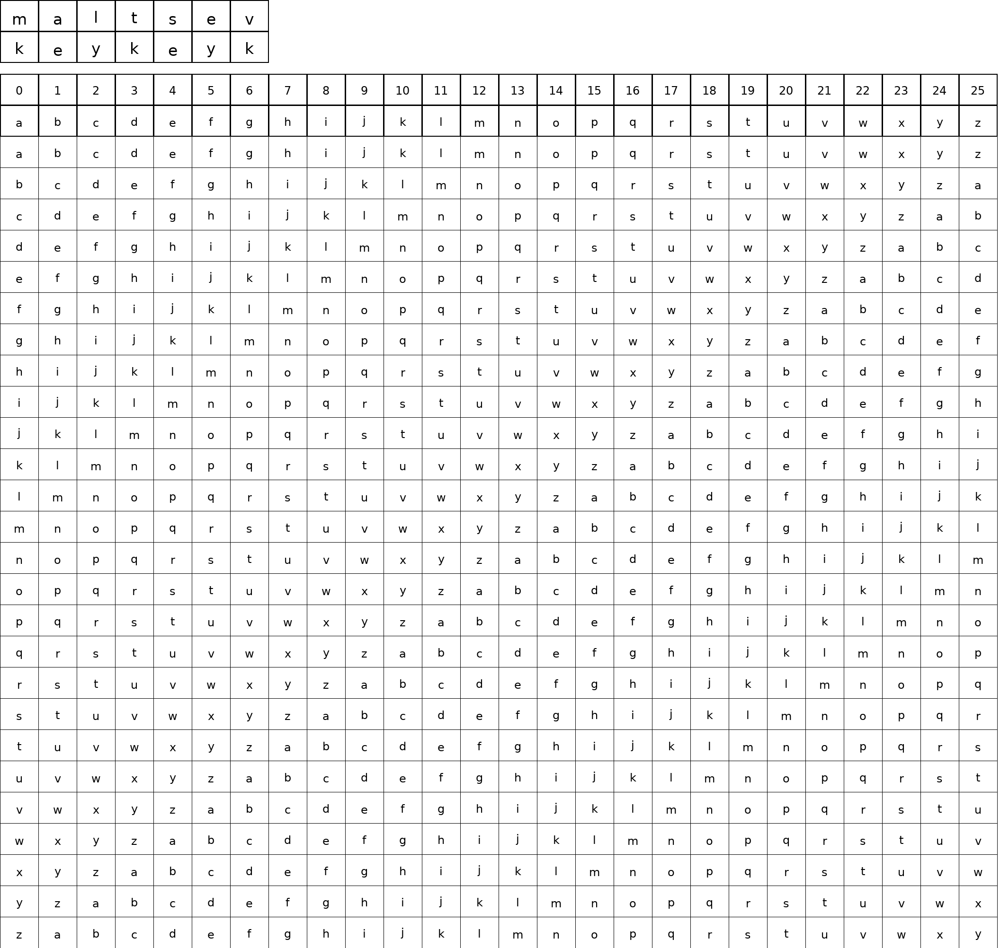 m a l t s e v
k e y k e y k
0 1 2 3 4 5 6 7 8 9 10 11 12 13 14 15 16 17 18 19 20 21 22 23 24 25
a b c d e f g h i j k l m n o p q r s t u v w x y z
a b c d e f g h i j k l m n o p q r s t u v w x y z
b c d e f g h i j k l m n o p q r s t u v w x y z a
c d e f g h i j k l m n o p q r s t u v w x y z a b
d e f g h i j k l m n o p q r s t u v w x y z a b c
e f g h i j k l m n o p q r s t u v w x y z a b c d
f g h i j k l m n o p q r s t u v w x y z a b c d e
g h i j k l m n o p q r s t u v w x y z a b c d e f
h i j k l m n o p q r s t u v w x y z a b c d e f g
i j k l m n o p q r s t u v w x y z a b c d e f g h
j k l m n o p q r s t u v w x y z a b c d e f g h i
k l m n o p q r s t u v w x y z a b c d e f g h i j
l m n o p q r s t u v w x y z a b c d e f g h i j k
m n o p q r s t u v w x y z a b c d e f g h i j k l
n o p q r s t u v w x y z a b c d e f g h i j k l m
o p q r s t u v w x y z a b c d e f g h i j k l m n
p q r s t u v w x y z a b c d e f g h i j k l m n o
q r s t u v w x y z a b c d e f g h i j k l m n o p
r s t u v w x y z a b c d e f g h i j k l m n o p q
s t u v w x y z a b c d e f g h i j k l m n o p q r
t u v w x y z a b c d e f g h i j k l m n o p q r s
u v w x y z a b c d e f g h i j k l m n o p q r s t
v w x y z a b c d e f g h i j k l m n o p q r s t u
w x y z a b c d e f g h i j k l m n o p q r s t u v
x y z a b c d e f g h i j k l m n o p q r s t u v w
y z a b c d e f g h i j k l m n o p q r s t u v w x
z a b c d e f g h i j k l m n o p q r s t u v w x y